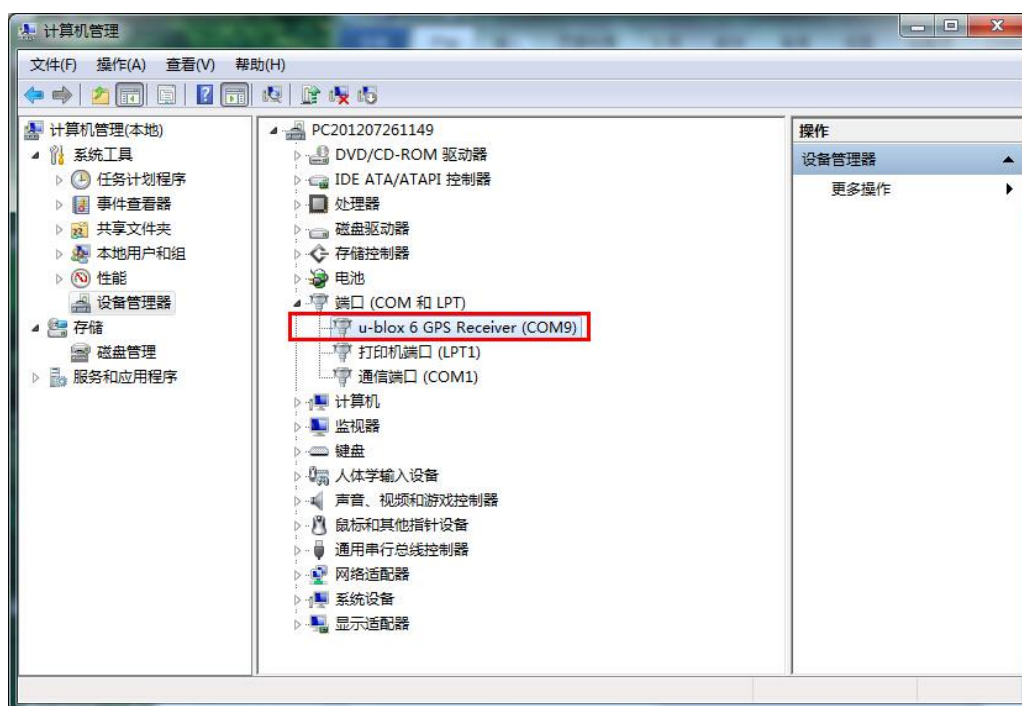 计算机管理
文件(F) 操作(A) 查看(V) 帮助(H)
计算机管理(本地)
系统工具
任务计划程序
事件查看器
共享文件夹
本地用户和组
性能
设备管理器
存储
磁盘管理
服务和应用程序
PC201207261149
DVD/CD-ROM 驱动器
IDE ATA/ATAPI 控制器
处理器
磁盘驱动器
存储控制器
电池
端口 (COM 和 LPT)
u-blox 6 GPS Receiver (COM9)
打印机端口 (LPT1)
通信端口 (COM1)
计算机
监视器
键盘
人体学输入设备
声音、视频和游戏控制器
鼠标和其他指针设备
通用串行总线控制器
网络适配器
系统设备
显示适配器
操作
设备管理器
更多操作